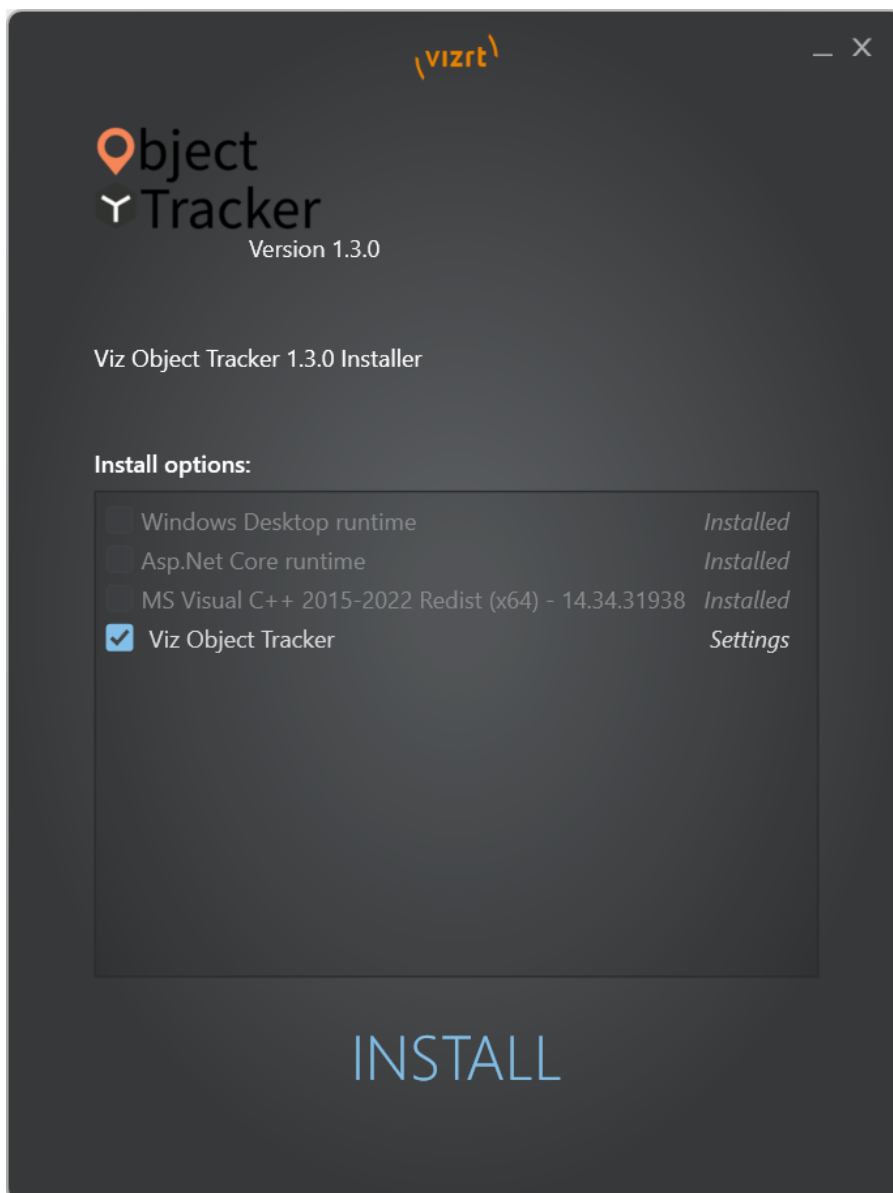 vizrt
Object
Tracker
Version 1.3.0
Viz Object Tracker 1.3.0 Installer
Install options:
Windows Desktop runtime Installed
Asp.Net Core runtime Installed
MS Visual C++ 2015-2022 Redist (x64) - 14.34.31938 Installed
Viz Object Tracker Settings
INSTALL